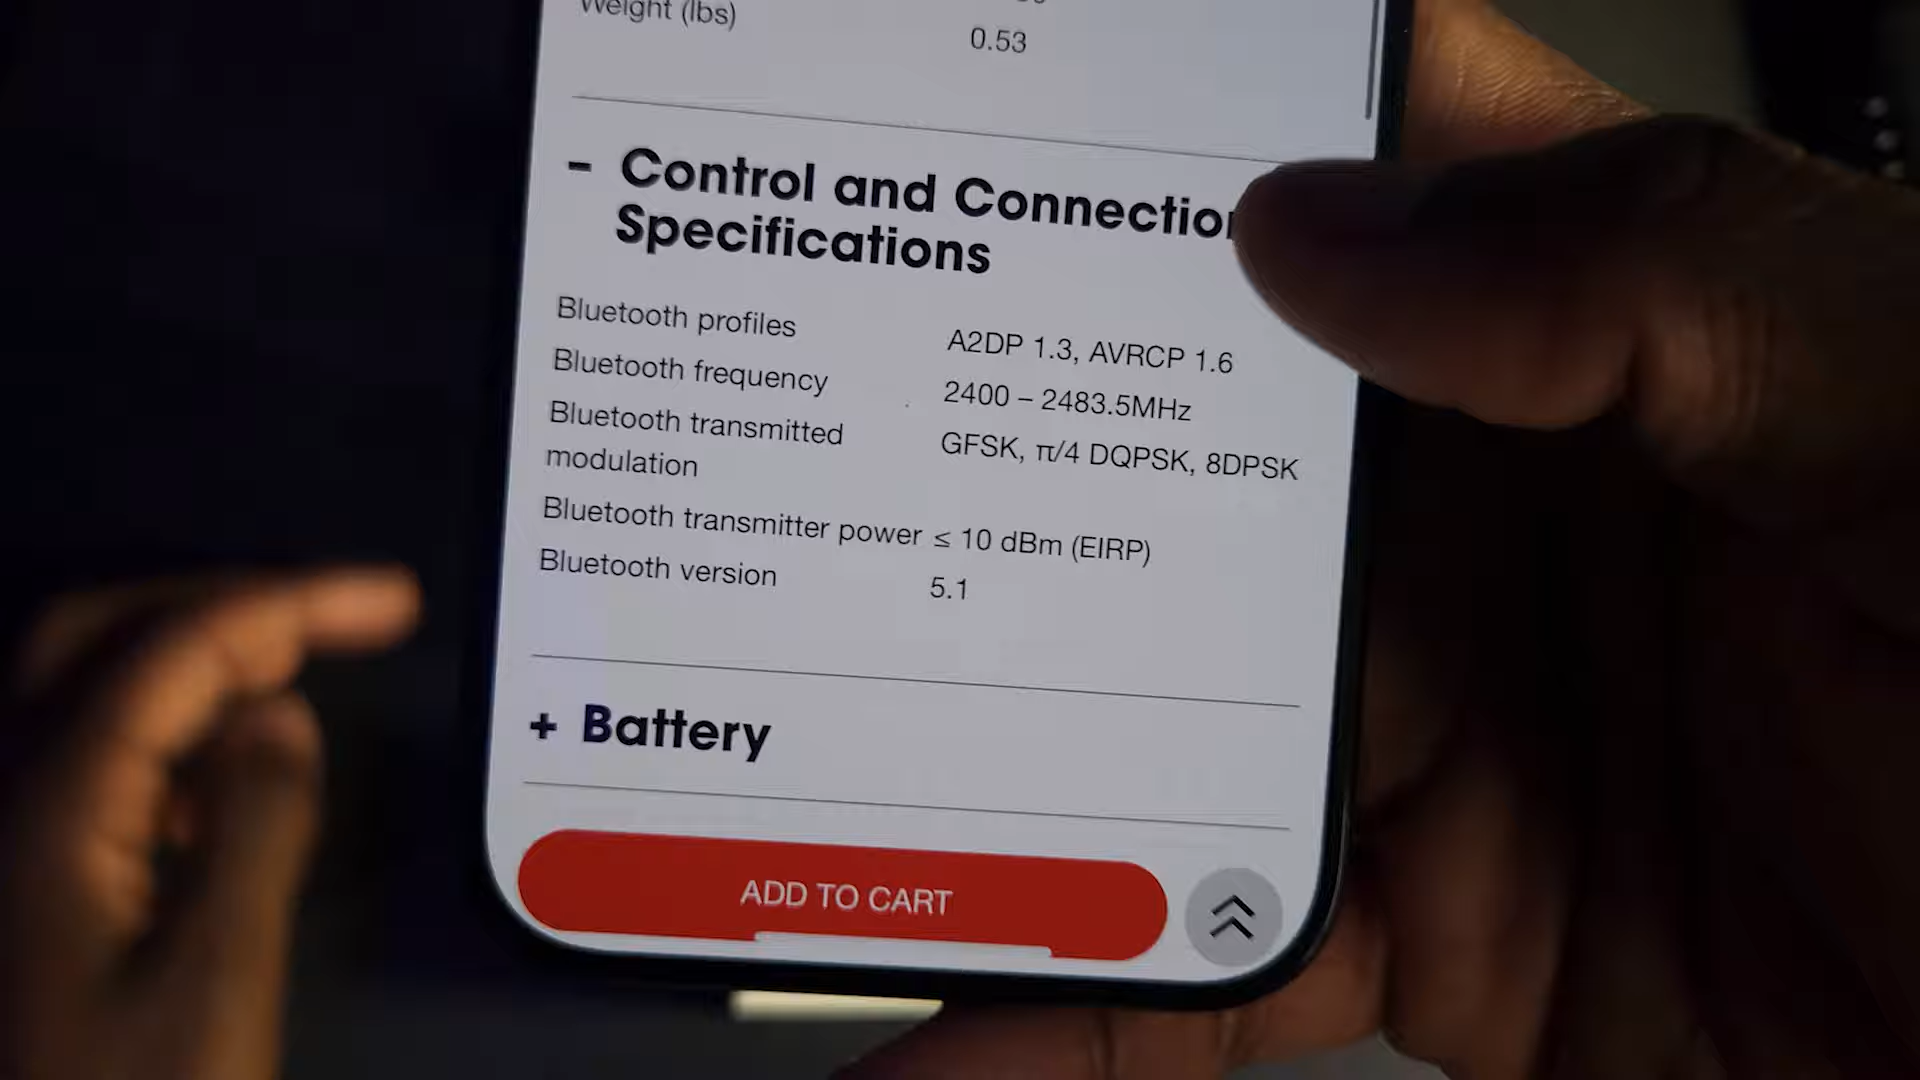 Weight (lbs)
0.53
- Control and Connection
Specifications
Bluetooth profiles A2DP 1.3, AVRCP 1.6
Bluetooth frequency 2400 – 2483.5MHz
Bluetooth transmitted GFSK, π/4 DQPSK, 8DPSK
modulation
Bluetooth transmitter power ≤ 10 dBm (EIRP)
Bluetooth version 5.1
+ Battery
ADD TO CART